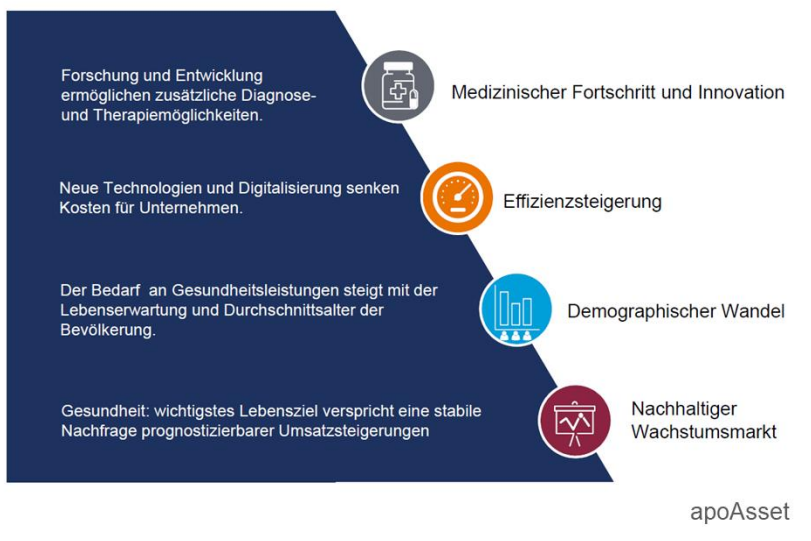 Forschung und Entwicklung
ermöglichen zusätzliche Diagnose-
und Therapiemöglichkeiten.
Medizinischer Fortschritt und Innovation
Neue Technologien und Digitalisierung senken
Kosten für Unternehmen.
Effizienzsteigerung
Der Bedarf an Gesundheitsleistungen steigt mit der
Lebenserwartung und Durchschnittsalter der
Bevölkerung.
Demographischer Wandel
Gesundheit: wichtigstes Lebensziel verspricht eine stabile
Nachfrage prognostizierbarer Umsatzsteigerungen
Nachhaltiger
Wachstumsmarkt
apoAsset